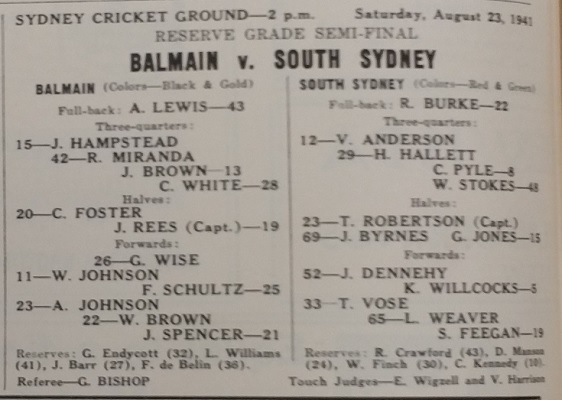 SYDNEY CRICKET GROUND—2 p.m. Saturday, August 23, 1941
RESERVE GRADE SEMI-FINAL
BALMAIN v. SOUTH SYDNEY
BALMAIN (Colors—Black & Gold)
Full-back: A. LEWIS—43
Three-quarters:
15—J. HAMPSTEAD
42—R. MIRANDA
J. BROWN—13
C. WHITE—28
Halves:
20—C. FOSTER
J. REES (Capt.)—19
Forwards:
26—G. WISE
11—W. JOHNSON
F. SCHULTZ—25
23—A. JOHNSON
22—W. BROWN
J. SPENCER—21
Reserves: G. Endycott (32), L. Williams
(41), J. Barr (27), F. de Belin (36).
SOUTH SYDNEY (Colors—Red & Green)
Full-back: R. BURKE—22
Three-quarters:
12—V. ANDERSON
29—H. HALLETT
C. PYLE—8
W. STOKES—48
Halves:
23—T. ROBERTSON (Capt.)
69—J. BYRNES G. JONES—15
Forwards:
52—J. DENNEHY
K. WILLCOCKS—5
33—T. VOSE
65—L. WEAVER
S. FEEGAN—19
Reserves: R. Crawford (43), D. Manson
(24), W. Finch (30), C. Kennedy (10).
Referee—G. BISHOP Touch Judges—E. Wigzell and V. Harrison